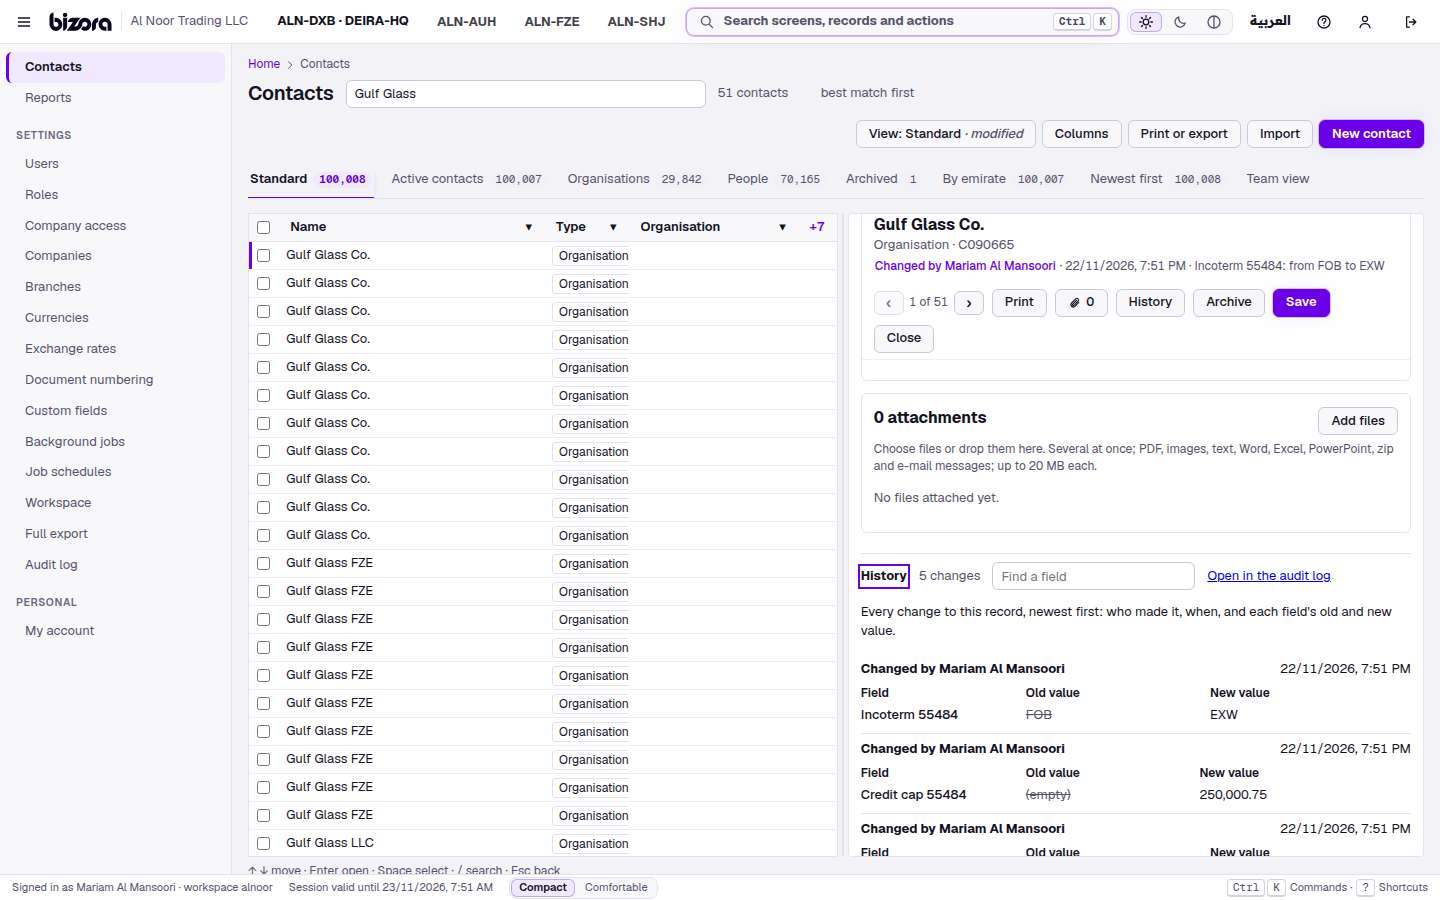 bizora
Al Noor Trading LLC
ALN-DXB · DEIRA-HQ
ALN-AUH
ALN-FZE
ALN-SHJ
Search screens, records and actions
Ctrl K
العربية
Contacts
Reports
SETTINGS
Users
Roles
Company access
Companies
Branches
Currencies
Exchange rates
Document numbering
Custom fields
Background jobs
Job schedules
Workspace
Full export
Audit log
PERSONAL
My account
Home > Contacts
Contacts
Gulf Glass
51 contacts
best match first
View: Standard · modified
Columns
Print or export
Import
New contact
Standard 100,008
Active contacts 100,007
Organisations 29,842
People 70,165
Archived 1
By emirate 100,007
Newest first 100,008
Team view
Name ▾ Type ▾ Organisation ▾ +7
Gulf Glass Co. Organisation
Gulf Glass Co. Organisation
Gulf Glass Co. Organisation
Gulf Glass Co. Organisation
Gulf Glass Co. Organisation
Gulf Glass Co. Organisation
Gulf Glass Co. Organisation
Gulf Glass Co. Organisation
Gulf Glass Co. Organisation
Gulf Glass Co. Organisation
Gulf Glass Co. Organisation
Gulf Glass FZE Organisation
Gulf Glass FZE Organisation
Gulf Glass FZE Organisation
Gulf Glass FZE Organisation
Gulf Glass FZE Organisation
Gulf Glass FZE Organisation
Gulf Glass FZE Organisation
Gulf Glass FZE Organisation
Gulf Glass FZE Organisation
Gulf Glass FZE Organisation
Gulf Glass LLC Organisation
↑↓ move · Enter open · Space select · / search · Esc back
Gulf Glass Co.
Organisation · C090665
Changed by Mariam Al Mansoori · 22/11/2026, 7:51 PM · Incoterm 55484: from FOB to EXW
‹ 1 of 51 ›
Print
0
History
Archive
Save
Close
0 attachments
Add files
Choose files or drop them here. Several at once; PDF, images, text, Word, Excel, PowerPoint, zip
and e-mail messages; up to 20 MB each.
No files attached yet.
History
5 changes
Find a field
Open in the audit log
Every change to this record, newest first: who made it, when, and each field's old and new
value.
Changed by Mariam Al Mansoori 22/11/2026, 7:51 PM
Field Old value New value
Incoterm 55484 FOB EXW
Changed by Mariam Al Mansoori 22/11/2026, 7:51 PM
Field Old value New value
Credit cap 55484 (empty) 250,000.75
Changed by Mariam Al Mansoori 22/11/2026, 7:51 PM
Field Old value New value
Signed in as Mariam Al Mansoori · workspace alnoor
Session valid until 23/11/2026, 7:51 AM
Compact
Comfortable
Ctrl K Commands · ? Shortcuts